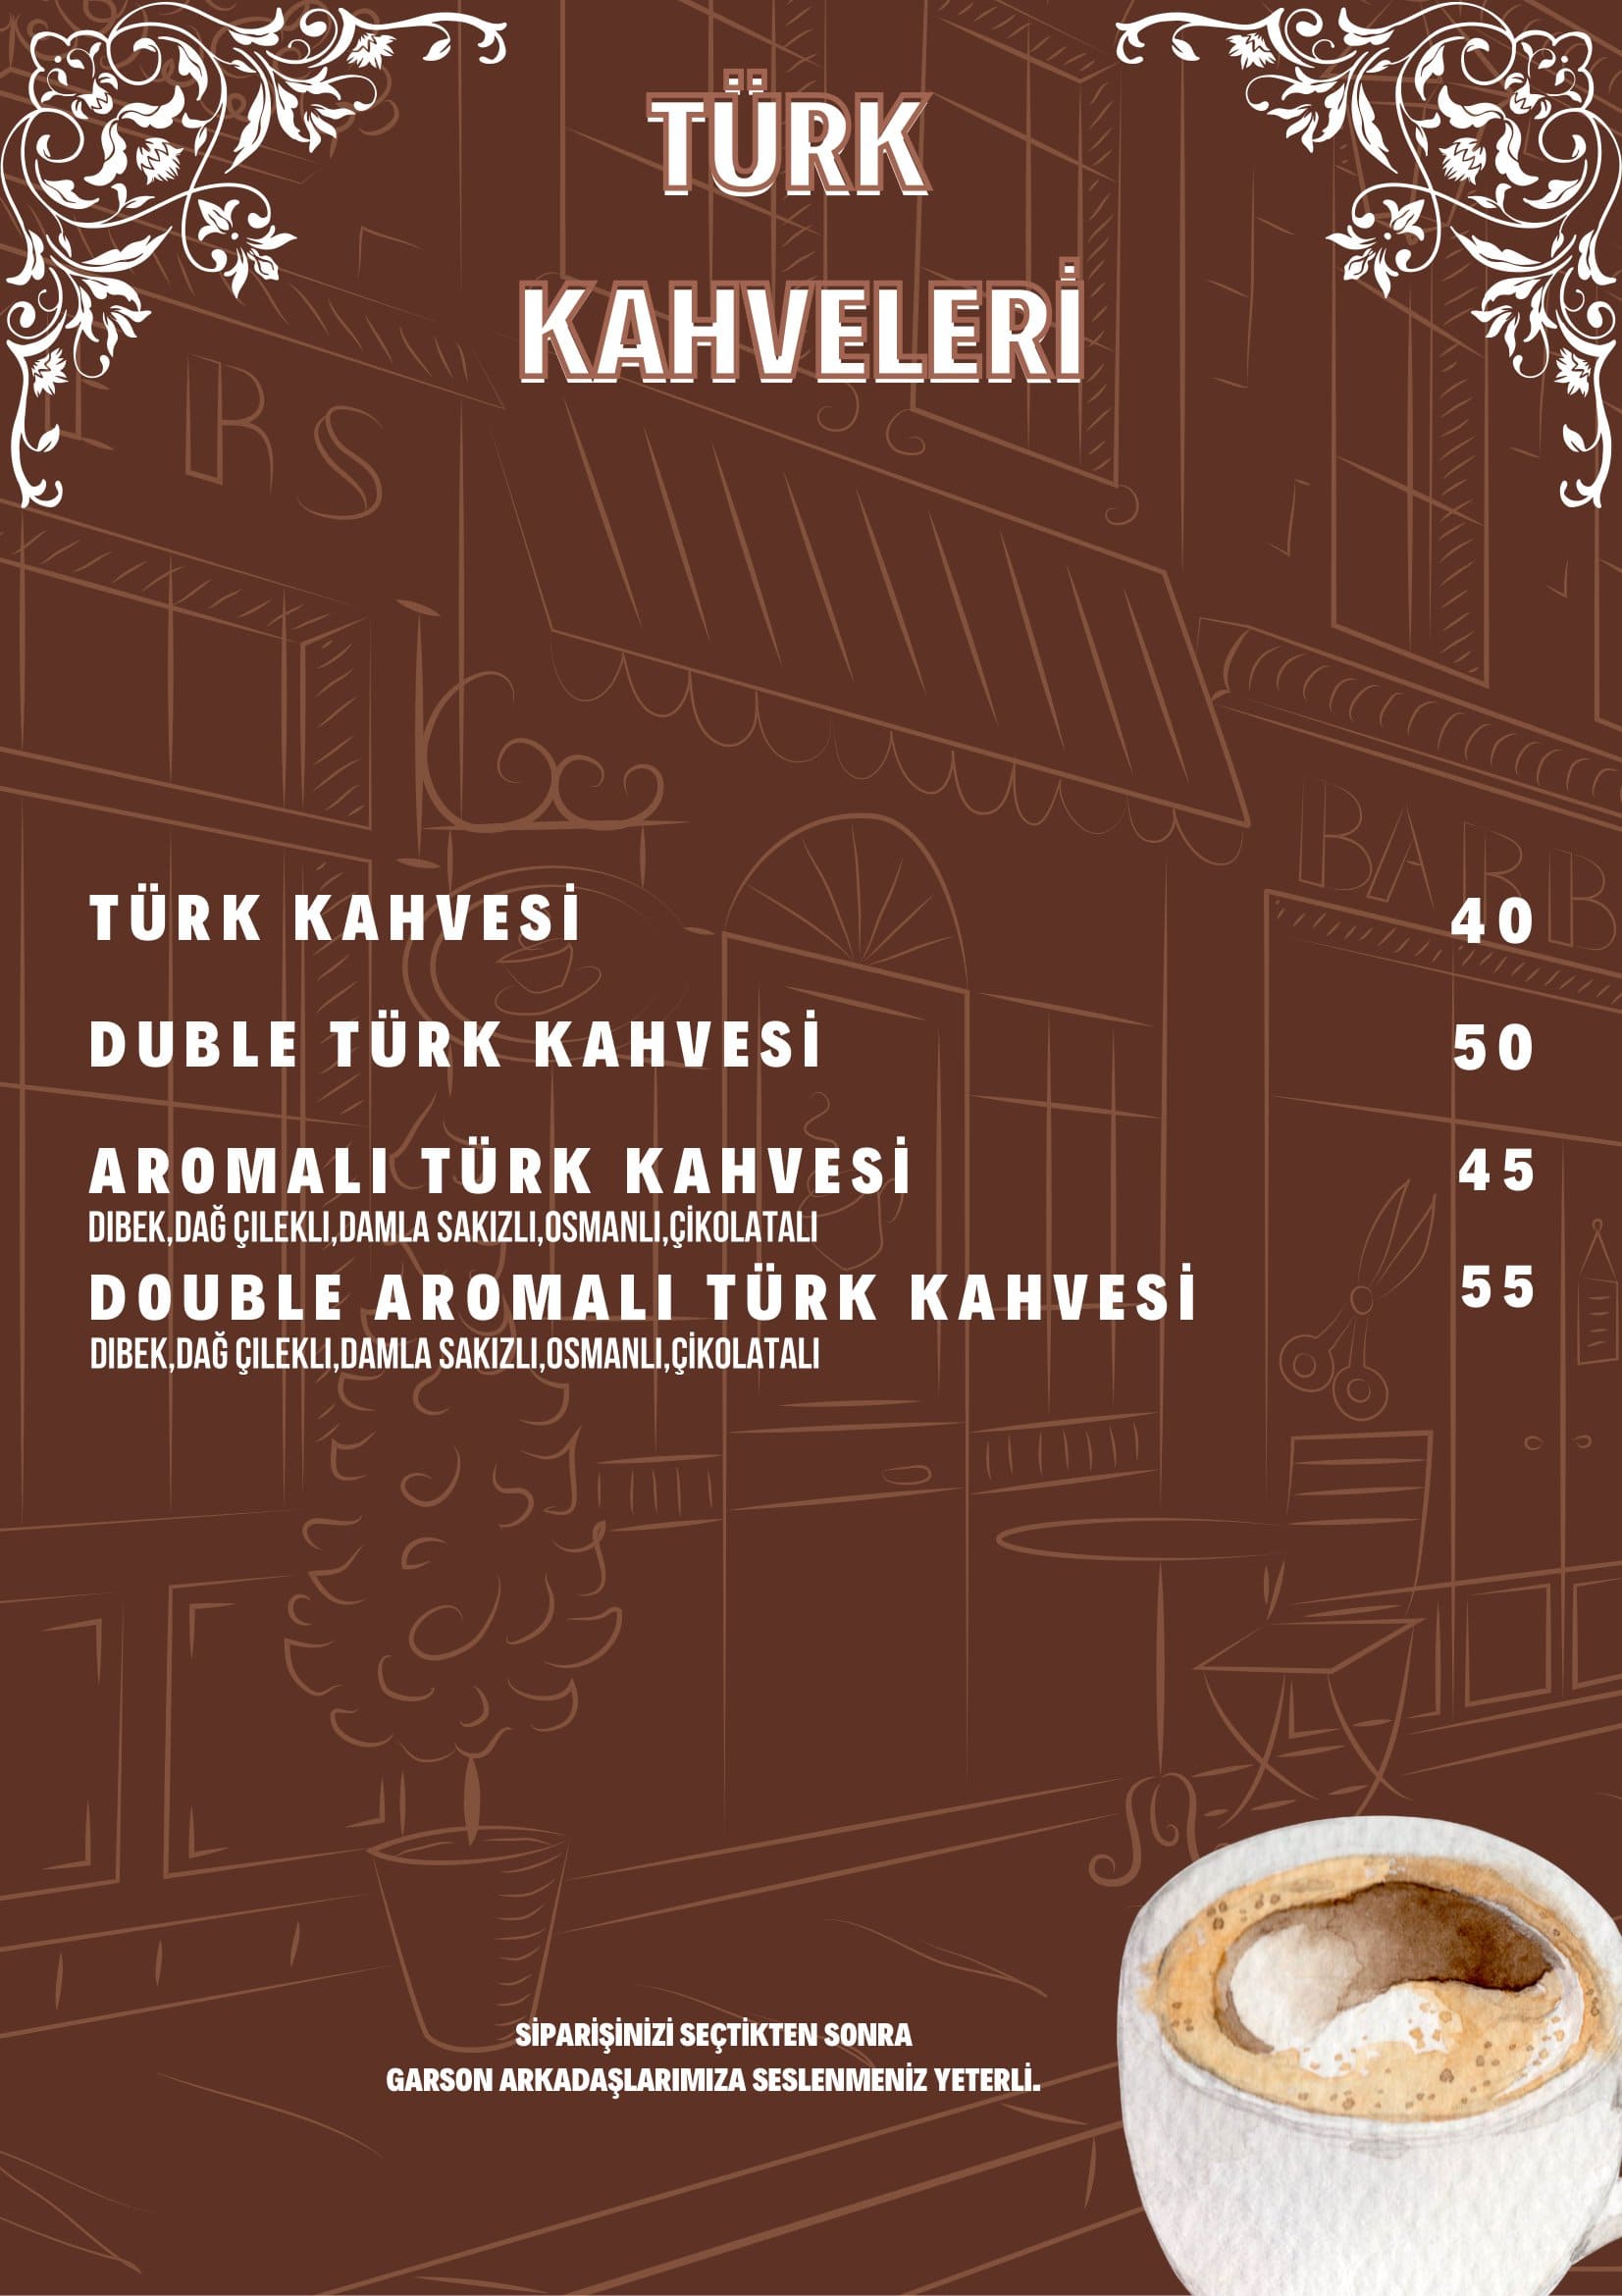 TÜRK
KAHVELERİ
RS
BARB
TÜRK KAHVESİ 40
DUBLE TÜRK KAHVESİ 50
AROMALI TÜRK KAHVESİ 45
DIBEK,DAĞ ÇILEKLI,DAMLA SAKIZLI,OSMANLI,ÇİKOLATALI
DOUBLE AROMALI TÜRK KAHVESİ 55
DIBEK,DAĞ ÇILEKLI,DAMLA SAKIZLI,OSMANLI,ÇİKOLATALI
SİPARİŞİNİZİ SEÇTİKTEN SONRA
GARSON ARKADAŞLARIMIZA SESLENMENİZ YETERLİ.